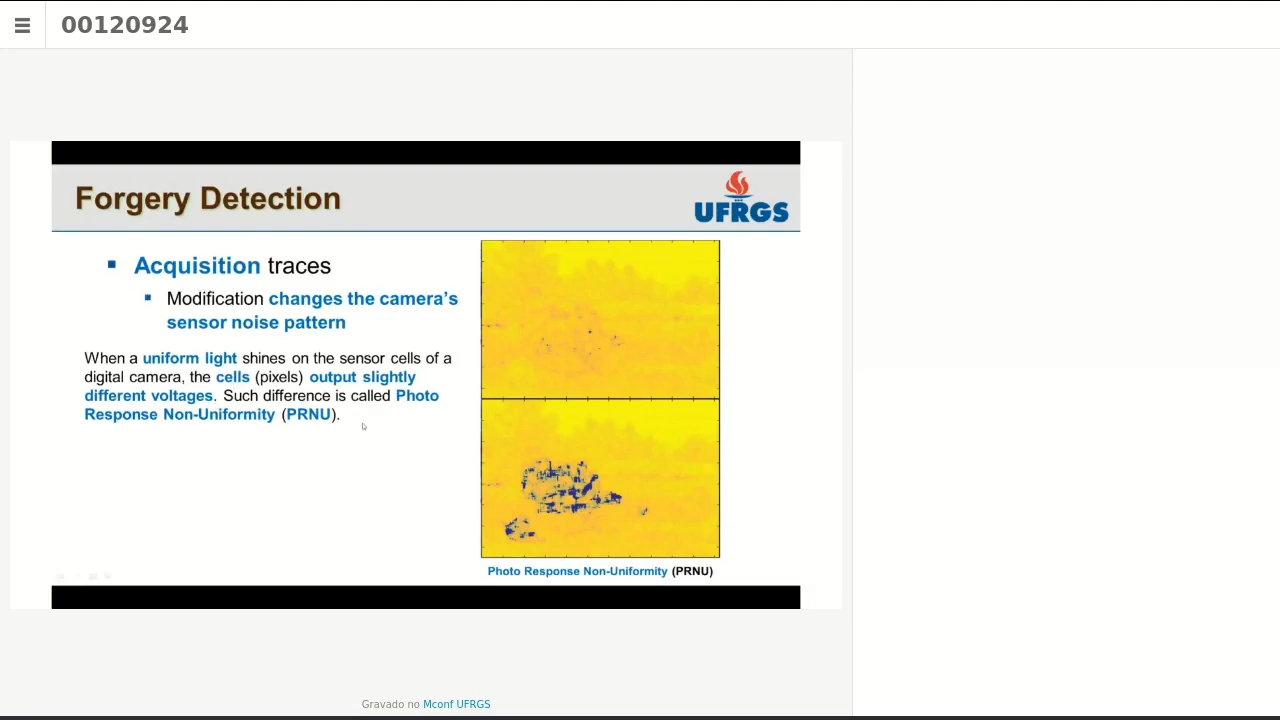 00120924
Forgery Detection
UFRGS
Acquisition traces
Modification changes the camera's
sensor noise pattern
When a uniform light shines on the sensor cells of a
digital camera, the cells (pixels) output slightly
different voltages. Such difference is called Photo
Response Non-Uniformity (PRNU).
Photo Response Non-Uniformity (PRNU)
Gravado no Mconf UFRGS